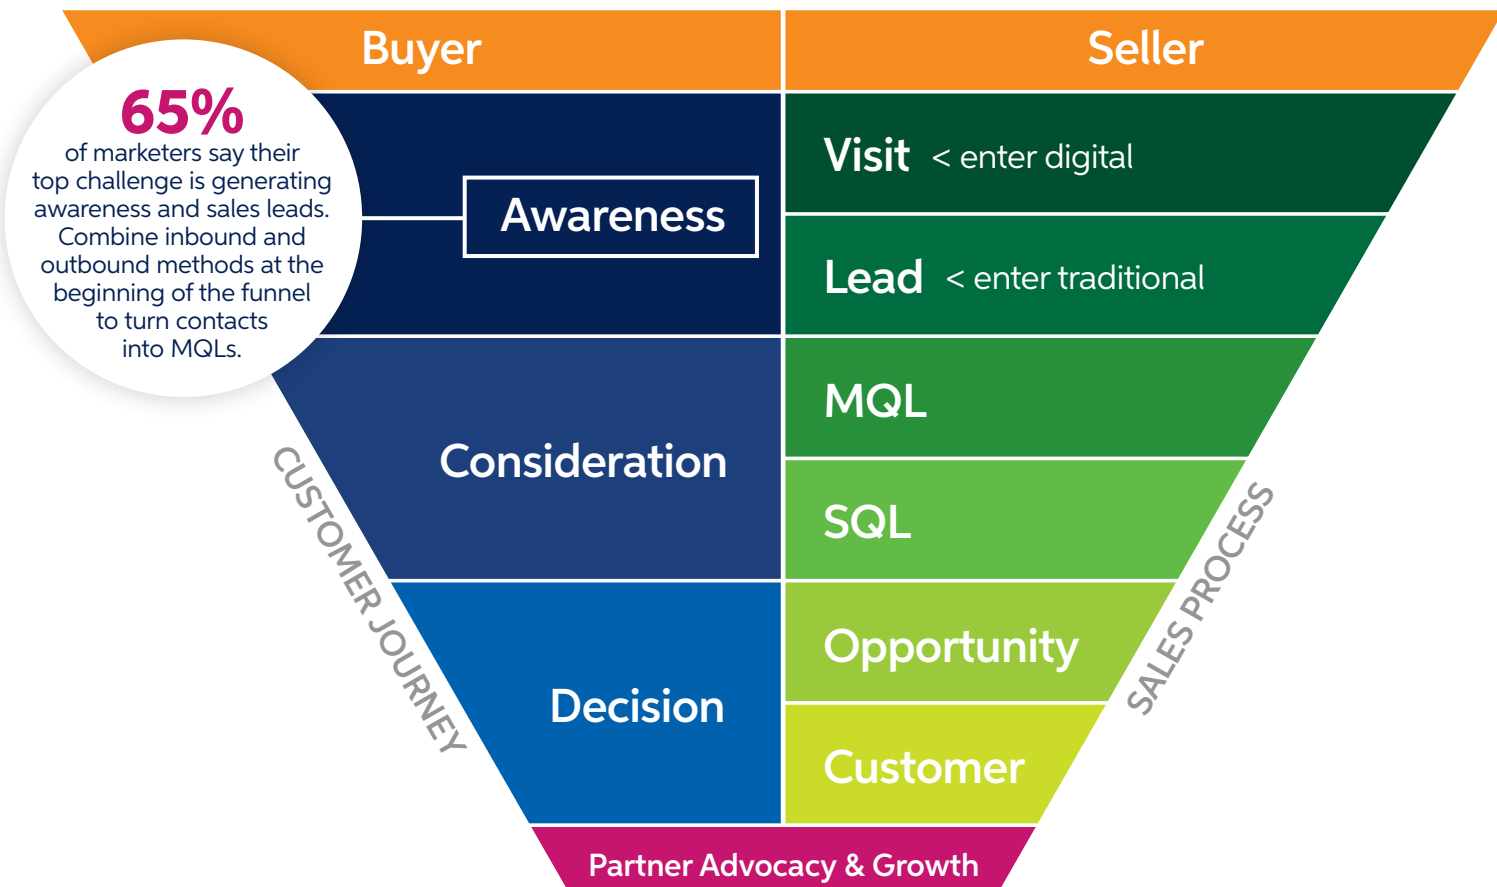 Buyer
Seller
65%
of marketers say their
top challenge is generating
awareness and sales leads.
Combine inbound and
outbound methods at the
beginning of the funnel
to turn contacts
into MQLs.
Awareness
Visit < enter digital
Lead < enter traditional
Consideration
MQL
SQL
Decision
Opportunity
Customer
CUSTOMER JOURNEY
SALES PROCESS
Partner Advocacy & Growth